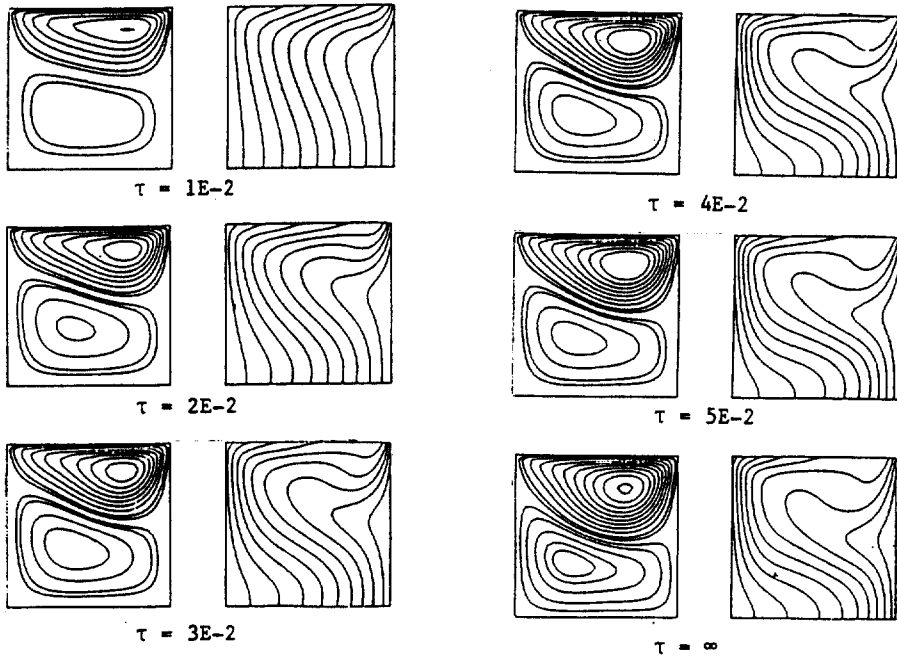 τ = 1E-2
τ = 2E-2
τ = 3E-2
τ = 4E-2
τ = 5E-2
τ = ∞